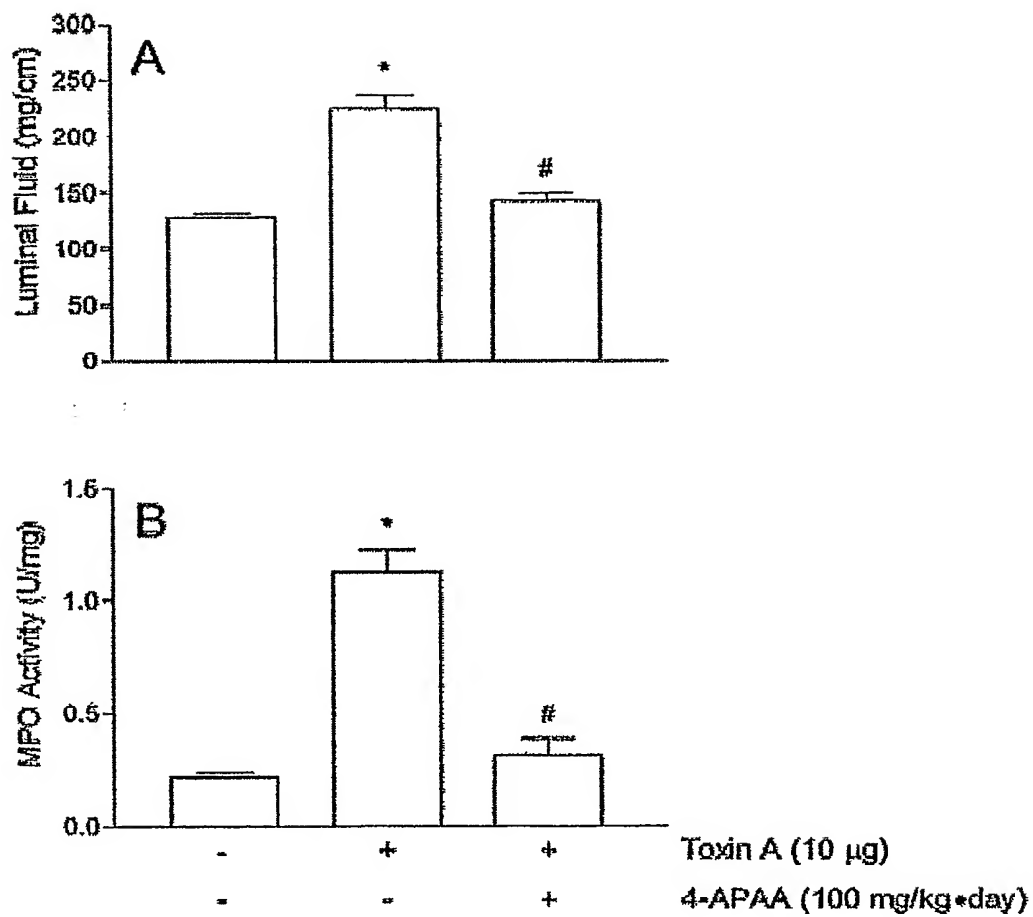 A
Luminal Fluid (mg/cm)
300
250
200
150
100
50
0
*
#
B
MPO Activity (U/mg)
1.5
1.0
0.5
0.0
*
#
- + + Toxin A (10 µg)
- - + 4-APAA (100 mg/kg•day)